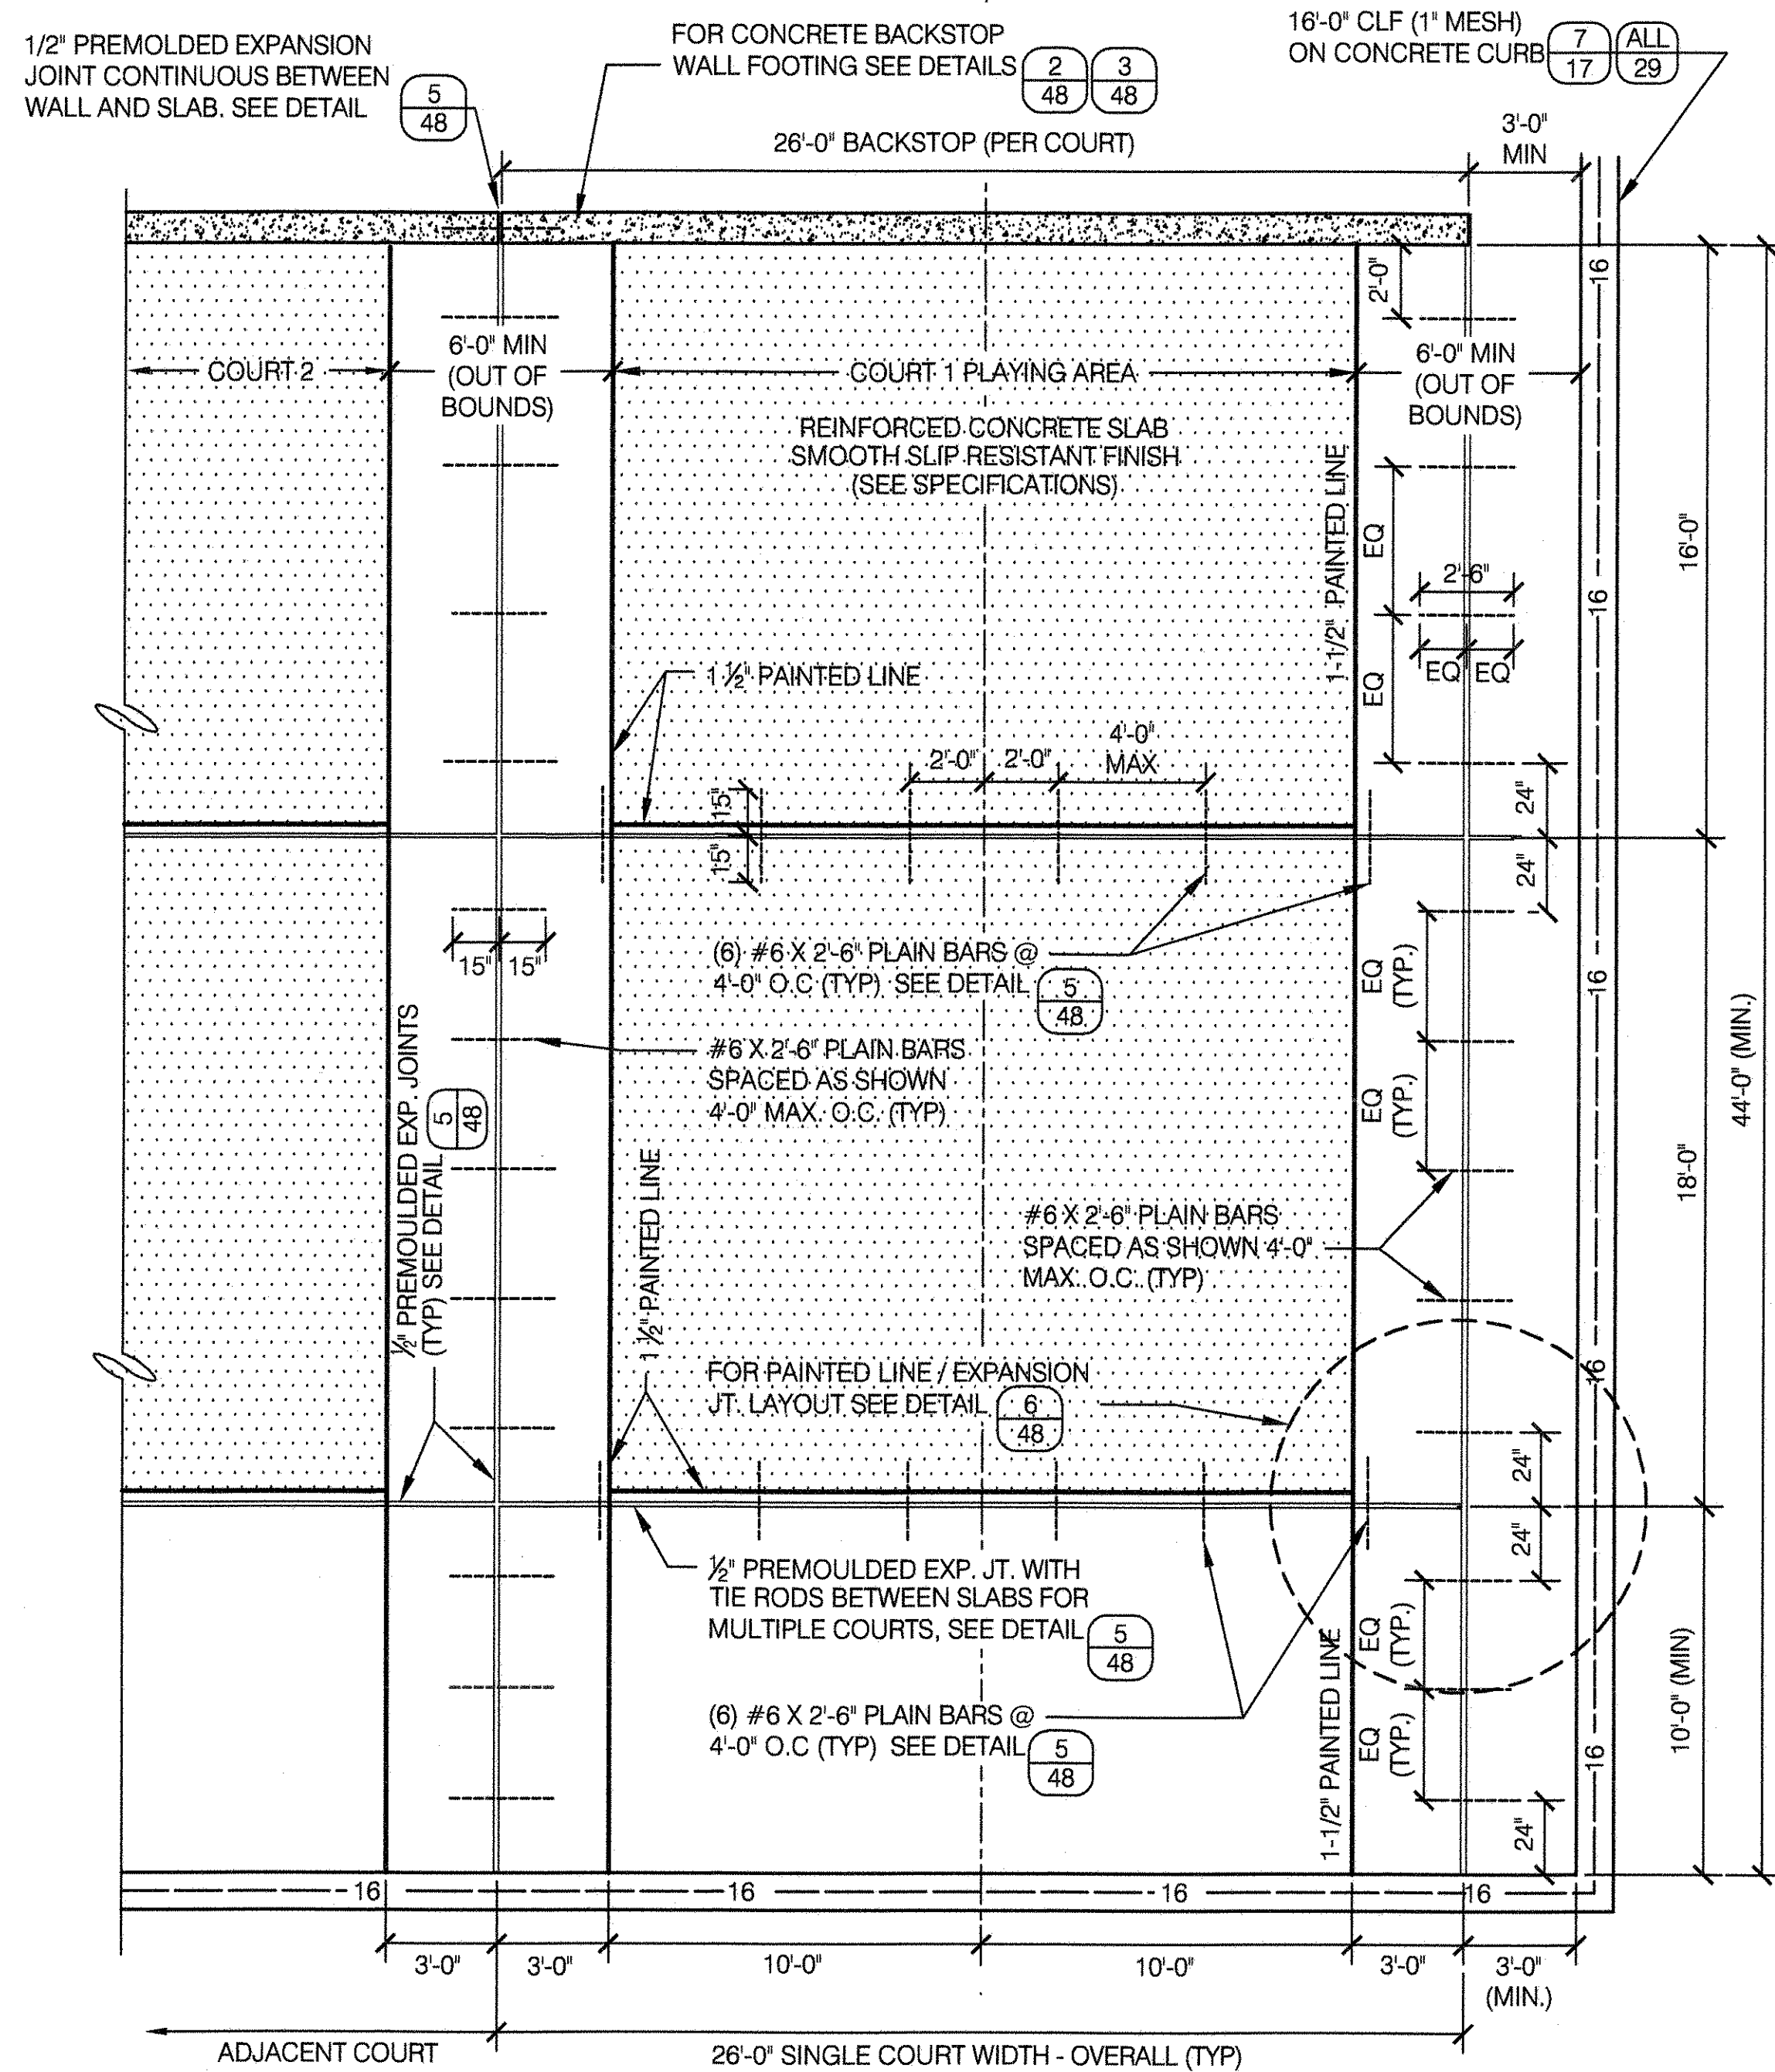 1/2" PREMOLDED EXPANSION
JOINT CONTINUOUS BETWEEN
WALL AND SLAB. SEE DETAIL
5
48
FOR CONCRETE BACKSTOP
WALL FOOTING SEE DETAILS
2
48
3
48
16'-0" CLF (1" MESH)
ON CONCRETE CURB
7
17
ALL
29
26'-0" BACKSTOP (PER COURT)
3'-0"
MIN
2'-0"
16
COURT 2
6'-0" MIN
(OUT OF
BOUNDS)
COURT 1 PLAYING AREA
6'-0" MIN
(OUT OF
BOUNDS)
REINFORCED CONCRETE SLAB
SMOOTH SLIP RESISTANT FINISH
(SEE SPECIFICATIONS)
1-1/2" PAINTED LINE
EQ
EQ
2'-6"
EQ
EQ
16
16'-0"
1 ½" PAINTED LINE
2'-0"
2'-0"
4'-0"
MAX
15"
15"
24"
24"
15"
15"
(6) #6 X 2'-6" PLAIN BARS @
4'-0" O.C (TYP) SEE DETAIL
5
48
EQ
(TYP.)
EQ
(TYP.)
16
44'-0" (MIN.)
18'-0"
#6 X 2'-6" PLAIN BARS
SPACED AS SHOWN
4'-0" MAX. O.C. (TYP)
½" PREMOULDED EXP. JOINTS
(TYP) SEE DETAIL
5
48
1 ½" PAINTED LINE
#6 X 2'-6" PLAIN BARS
SPACED AS SHOWN 4'-0"
MAX. O.C. (TYP)
FOR PAINTED LINE / EXPANSION
JT. LAYOUT SEE DETAIL
6
48
16
24"
24"
½" PREMOULDED EXP. JT. WITH
TIE RODS BETWEEN SLABS FOR
MULTIPLE COURTS, SEE DETAIL
5
48
(6) #6 X 2'-6" PLAIN BARS @
4'-0" O.C (TYP) SEE DETAIL
5
48
1-1/2" PAINTED LINE
EQ
(TYP.)
EQ
(TYP.)
24"
16
10'-0" (MIN)
16
16
16
16
3'-0"
3'-0"
10'-0"
10'-0"
3'-0"
3'-0"
(MIN.)
ADJACENT COURT
26'-0" SINGLE COURT WIDTH - OVERALL (TYP)